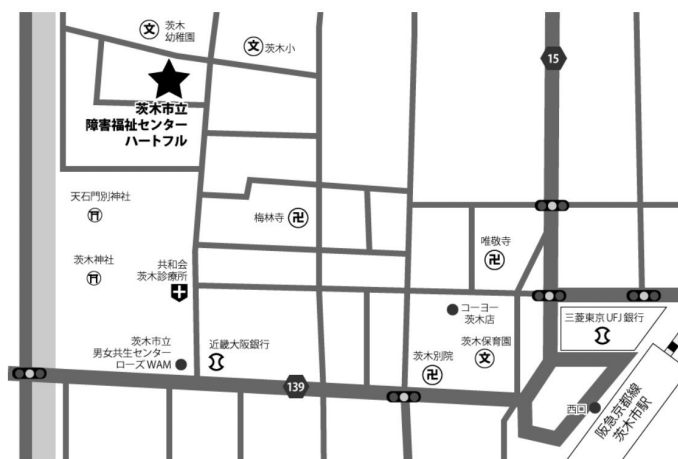 茨木
幼稚園
文
文
茨木小
15
茨木市立
障害福祉センター
ハートフル
天石門別神社
梅林寺
唯敬寺
茨木神社
共和会
茨木診療所
コーヨー
茨木店
三菱東京UFJ銀行
茨木市立
男女共生センター
ローズWAM
近畿大阪銀行
茨木別院
茨木保育園
文
139
西口
阪急京都線
茨木市駅